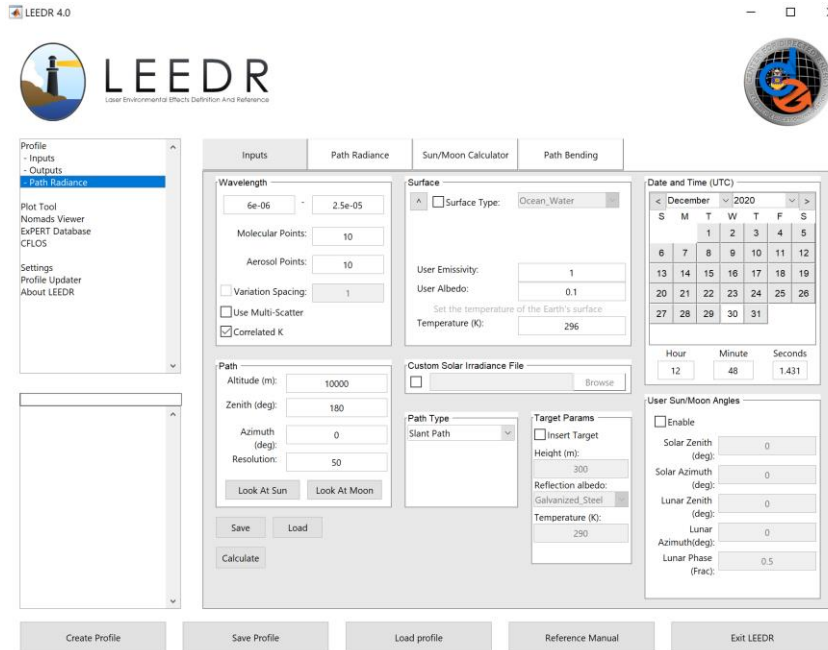 LEEDR 4.0
LEEDR
Laser Environmental Effects Definition And Reference
Profile
- Inputs
- Outputs
- Path Radiance
Plot Tool
Nomads Viewer
ExPERT Database
CFLOS
Settings
Profile Updater
About LEEDR
Inputs Path Radiance Sun/Moon Calculator Path Bending
Wavelength
6e-06 - 2.5e-05
Molecular Points: 10
Aerosol Points: 10
Variation Spacing: 1
Use Multi-Scatter
Correlated K
Surface
^ Surface Type: Ocean_Water
User Emissivity: 1
User Albedo: 0.1
Set the temperature of the Earth's surface
Temperature (K): 296
Date and Time (UTC)
< December 2020 >
S M T W T F S
1 2 3 4 5
6 7 8 9 10 11 12
13 14 15 16 17 18 19
20 21 22 23 24 25 26
27 28 29 30 31
Hour Minute Seconds
12 48 1.431
Path
Altitude (m): 10000
Zenith (deg): 180
Azimuth
(deg): 0
Resolution: 50
Look At Sun Look At Moon
Custom Solar Irradiance File
Browse
Path Type
Slant Path
Target Params
Insert Target
Height (m):
300
Reflection albedo:
Galvanized_Steel
Temperature (K):
290
User Sun/Moon Angles
Enable
Solar Zenith
(deg): 0
Solar Azimuth
(deg): 0
Lunar Zenith
(deg): 0
Lunar
Azimuth(deg): 0
Lunar Phase
(Frac): 0.5
Save Load
Calculate
Create Profile Save Profile Load profile Reference Manual Exit LEEDR